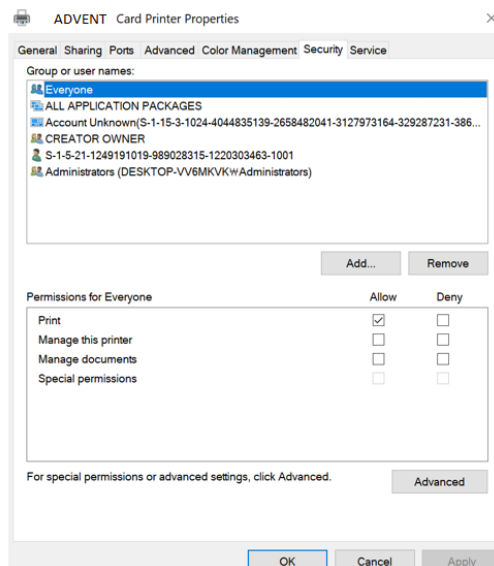 ADVENT Card Printer Properties
General Sharing Ports Advanced Color Management Security Service
Group or user names:
Everyone
ALL APPLICATION PACKAGES
Account Unknown(S-1-15-3-1024-4044835139-2658482041-3127973164-329287231-386...
CREATOR OWNER
S-1-5-21-1249191019-989028315-1220303463-1001
Administrators (DESKTOP-VV6MKVK₩Administrators)
Add... Remove
Permissions for Everyone Allow Deny
Print
Manage this printer
Manage documents
Special permissions
For special permissions or advanced settings, click Advanced.
Advanced
OK Cancel Apply